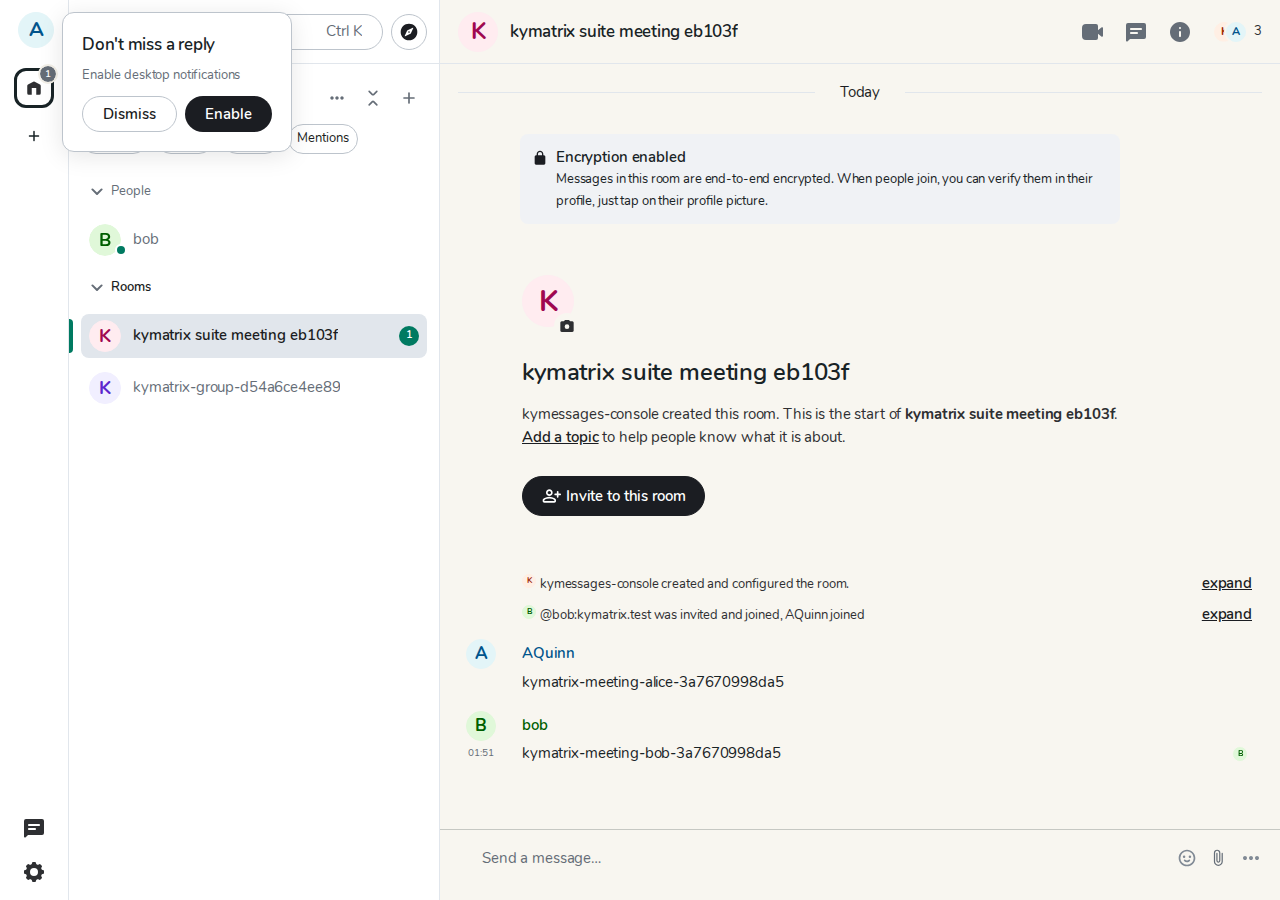 A
Ctrl K
1
Don't miss a reply
Enable desktop notifications
Dismiss
Enable
Mentions
People
B
bob
Rooms
K
kymatrix suite meeting eb103f
1
K
kymatrix-group-d54a6ce4ee89
K
kymatrix suite meeting eb103f
A
3
Today
Encryption enabled
Messages in this room are end-to-end encrypted. When people join, you can verify them in their
profile, just tap on their profile picture.
K
kymatrix suite meeting eb103f
kymessages-console created this room. This is the start of kymatrix suite meeting eb103f.
Add a topic to help people know what it is about.
Invite to this room
K
kymessages-console created and configured the room.
expand
B
@bob:kymatrix.test was invited and joined, AQuinn joined
expand
A
AQuinn
kymatrix-meeting-alice-3a7670998da5
B
bob
01:51
kymatrix-meeting-bob-3a7670998da5
B
Send a message…